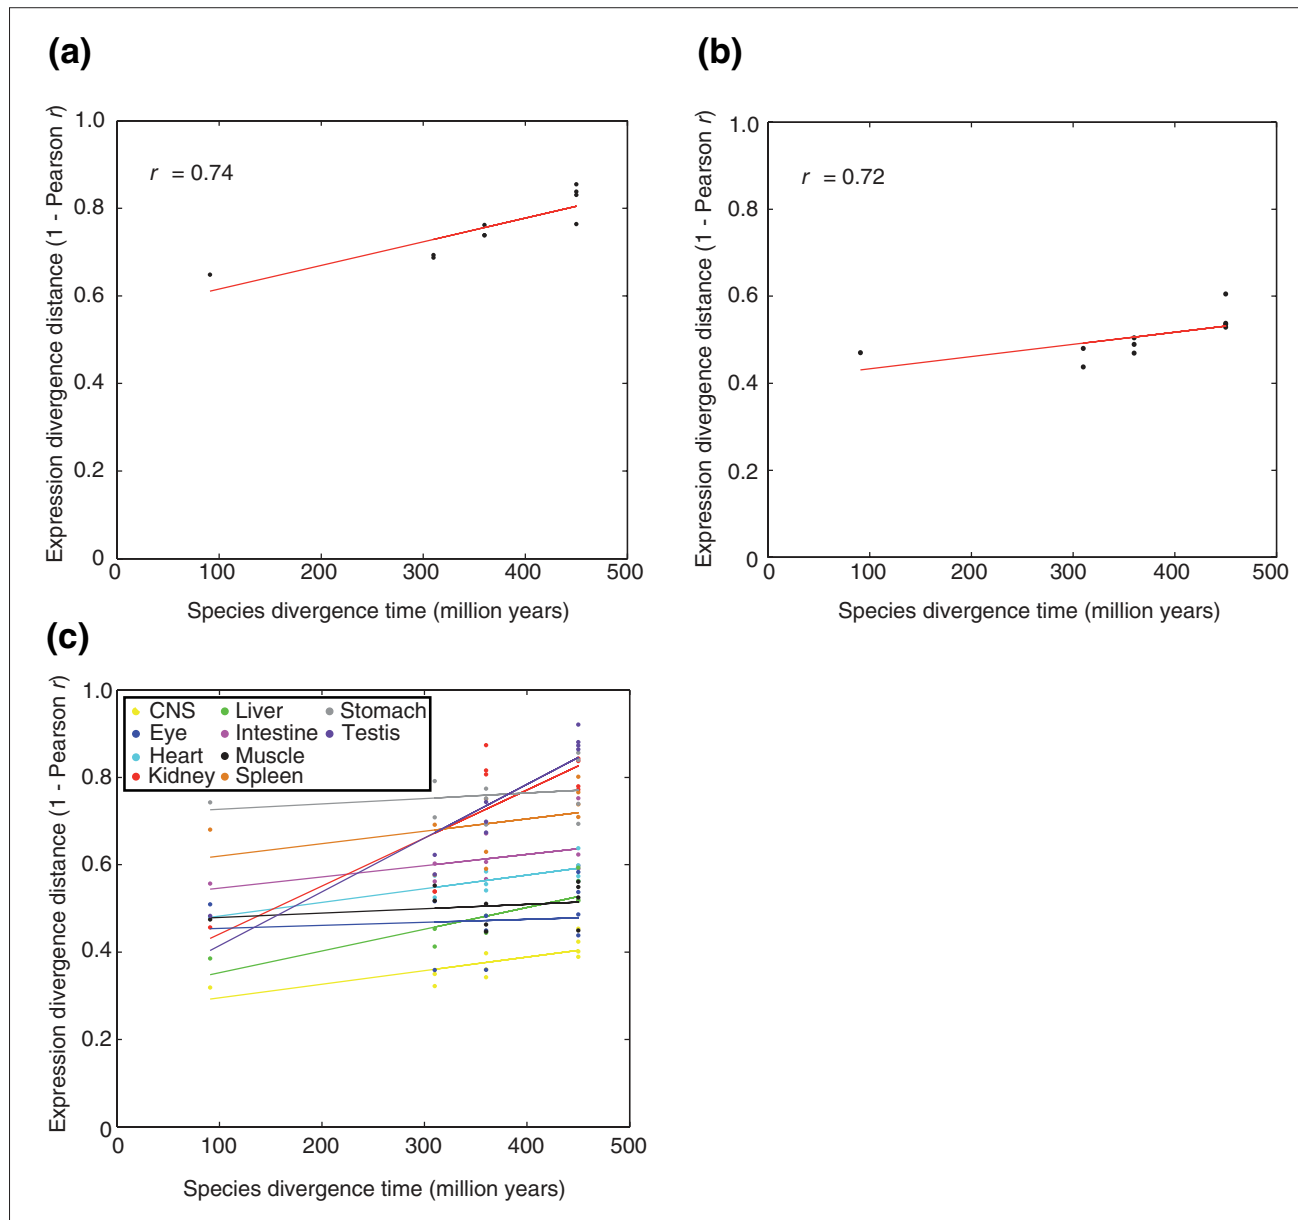 (a)
Expression divergence distance (1 - Pearson r)
1.0
0.8
0.6
0.4
0.2
0
r = 0.74
0 100 200 300 400 500
Species divergence time (million years)
(b)
Expression divergence distance (1 - Pearson r)
1.0
0.8
0.6
0.4
0.2
0
r = 0.72
0 100 200 300 400 500
Species divergence time (million years)
(c)
Expression divergence distance (1 - Pearson r)
1.0
0.8
0.6
0.4
0.2
0
CNS Liver Stomach
Eye Intestine Testis
Heart Muscle
Kidney Spleen
0 100 200 300 400 500
Species divergence time (million years)